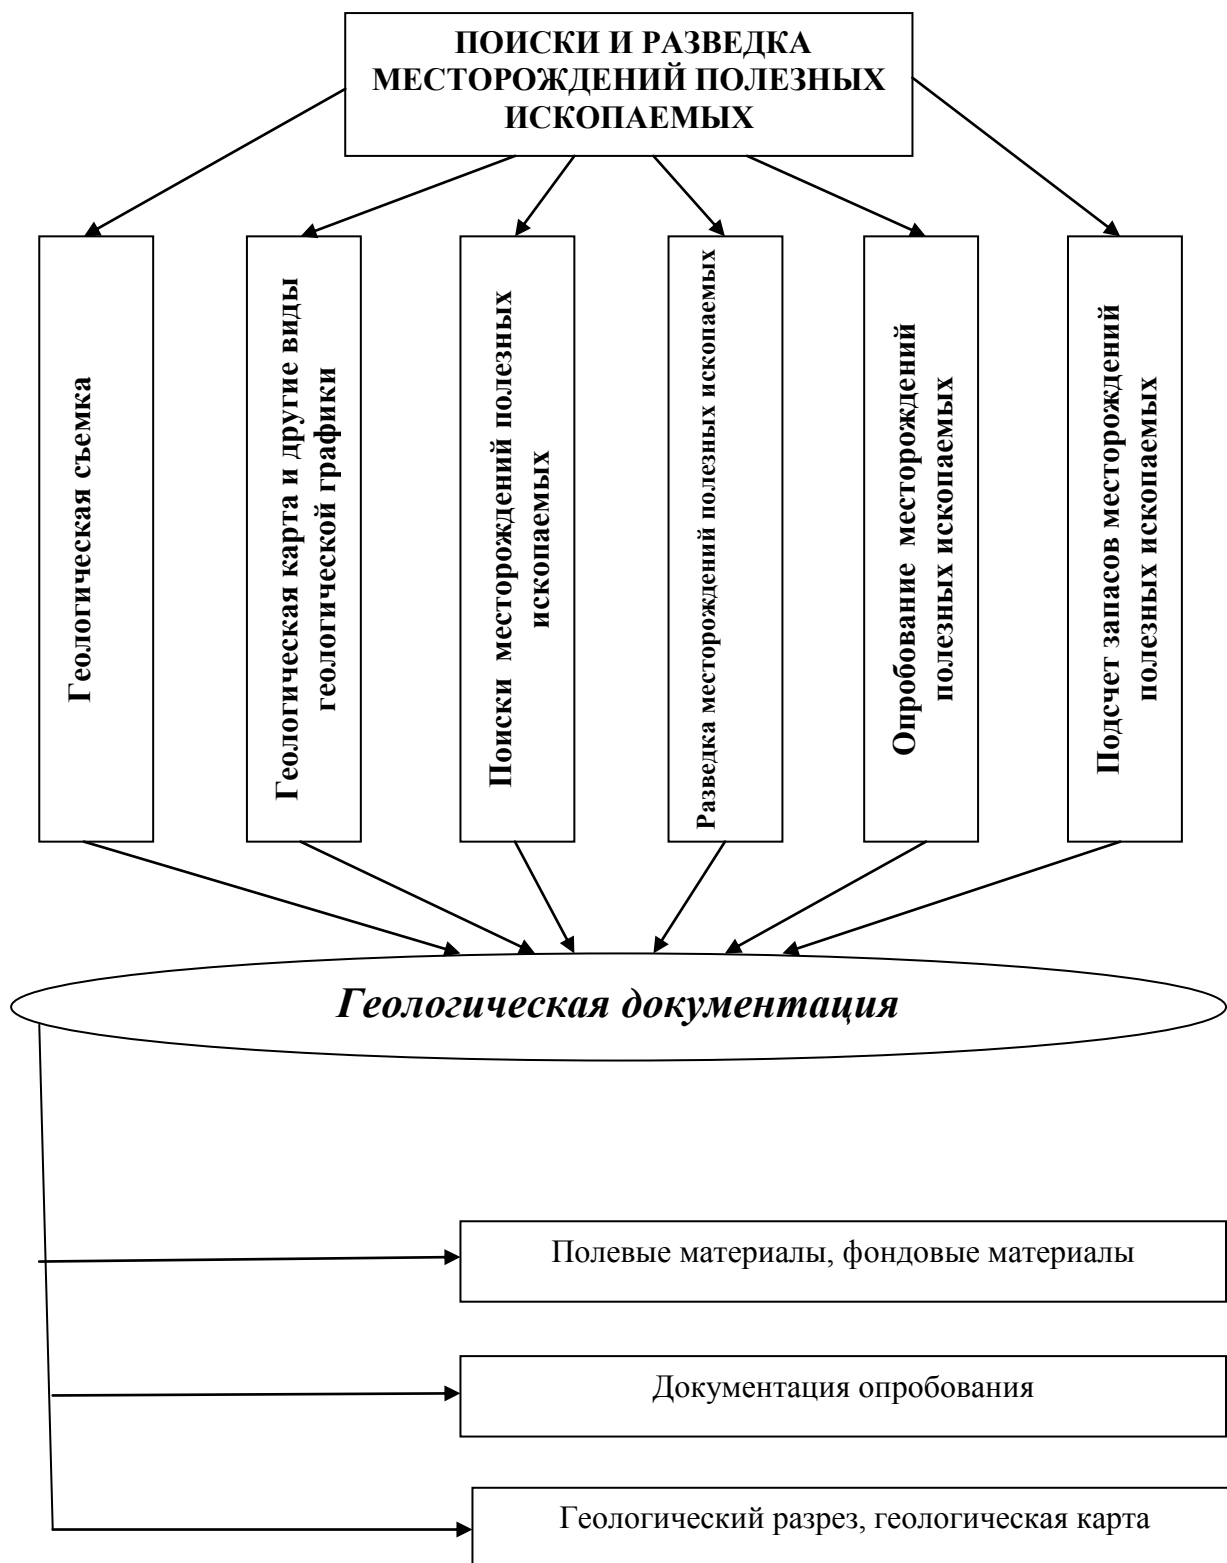 ПОИСКИ И РАЗВЕДКА
МЕСТОРОЖДЕНИЙ ПОЛЕЗНЫХ
ИСКОПАЕМЫХ
Геологическая съемка
Геологическая карта и другие виды
геологической графики
Поиски месторождений полезных
ископаемых
Разведка месторождений полезных ископаемых
Опробование месторождений
полезных ископаемых
Подсчет запасов месторождений
полезных ископаемых
Геологическая документация
Полевые материалы, фондовые материалы
Документация опробования
Геологический разрез, геологическая карта